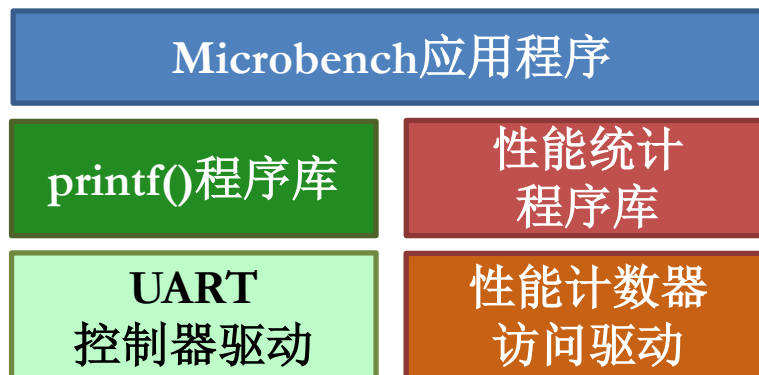 Microbench应用程序
printf()程序库
性能统计
程序库
UART
控制器驱动
性能计数器
访问驱动